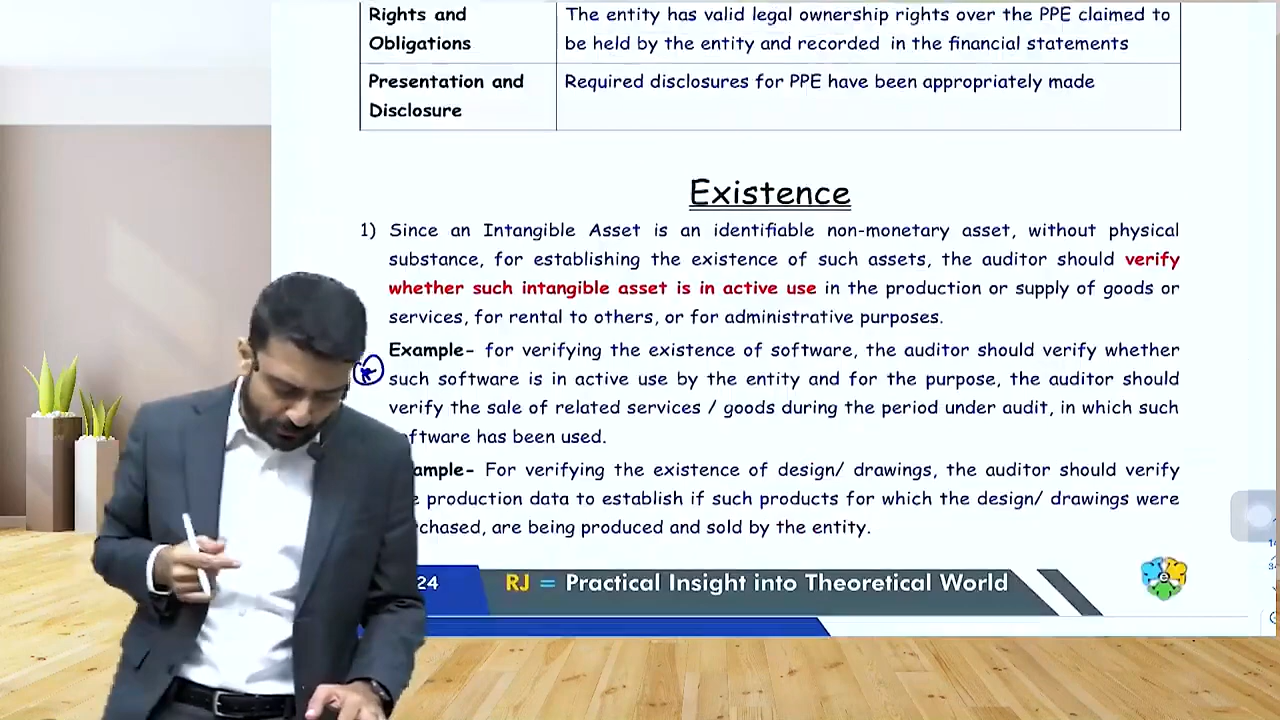 Rights and The entity has valid legal ownership rights over the PPE claimed to
Obligations be held by the entity and recorded in the financial statements
Presentation and Required disclosures for PPE have been appropriately made
Disclosure
Existence
1) Since an Intangible Asset is an identifiable non-monetary asset, without physical
substance, for establishing the existence of such assets, the auditor should verify
whether such intangible asset is in active use in the production or supply of goods or
services, for rental to others, or for administrative purposes.
Example- for verifying the existence of software, the auditor should verify whether
such software is in active use by the entity and for the purpose, the auditor should
verify the sale of related services / goods during the period under audit, in which such
ftware has been used.
ample- For verifying the existence of design/ drawings, the auditor should verify
e production data to establish if such products for which the design/ drawings were
chased, are being produced and sold by the entity.
24 RJ = Practical Insight into Theoretical World